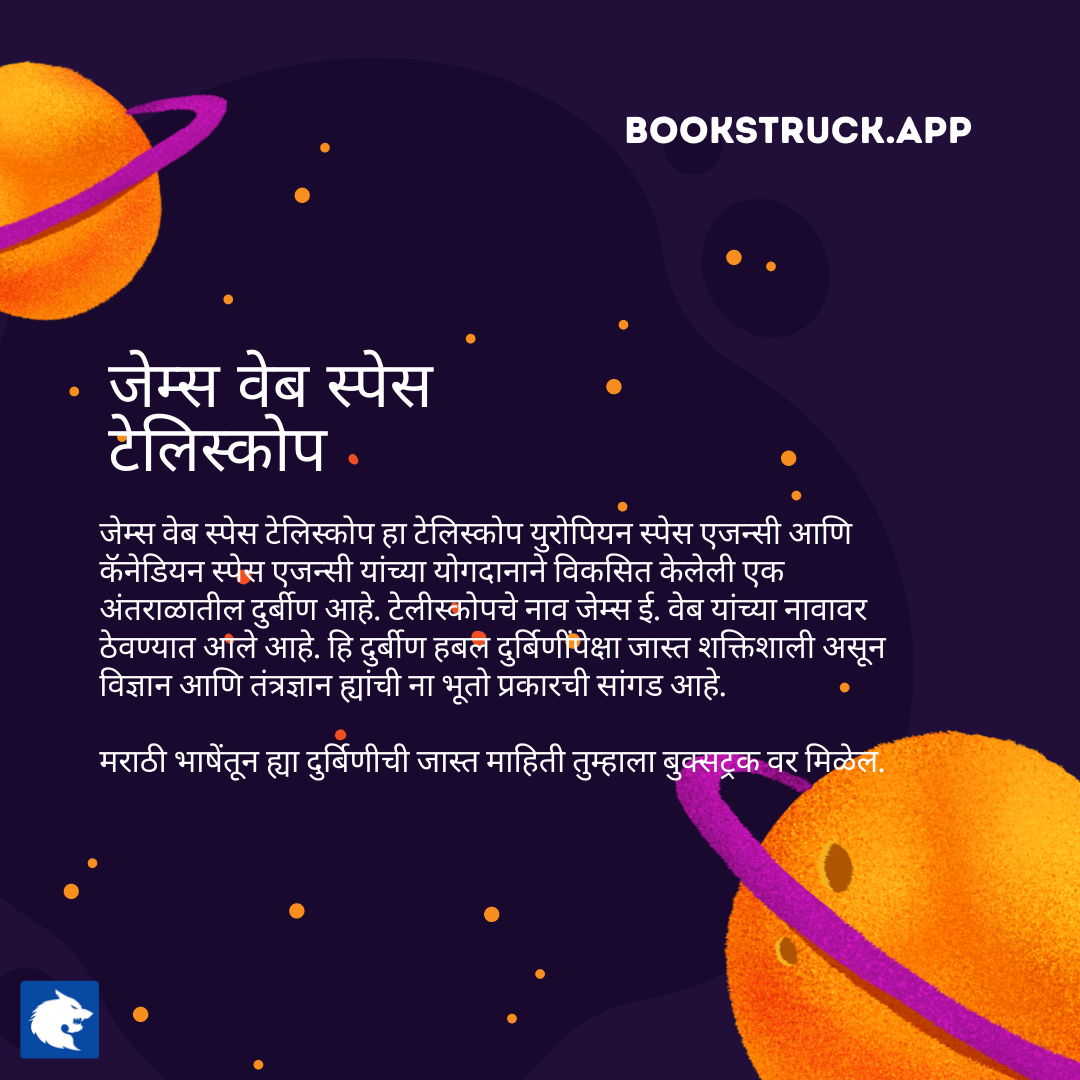 BOOKSTRUCK.APP
जेम्स वेब स्पेस
टेलिस्कोप
जेम्स वेब स्पेस टेलिस्कोप हा टेलिस्कोप युरोपियन स्पेस एजन्सी आणि
कॅनेडियन स्पेस एजन्सी यांच्या योगदानाने विकसित केलेली एक
अंतराळातील दुर्बीण आहे. टेलीस्कोपचे नाव जेम्स ई. वेब यांच्या नावावर
ठेवण्यात आले आहे. हि दुर्बीण हबल दुर्बिणींपेक्षा जास्त शक्तिशाली असून
विज्ञान आणि तंत्रज्ञान ह्यांची ना भूतो प्रकारची सांगड आहे.
मराठी भाषेंतून ह्या दुर्बिणीची जास्त माहिती तुम्हाला बुक्सट्रक वर मिळेल.